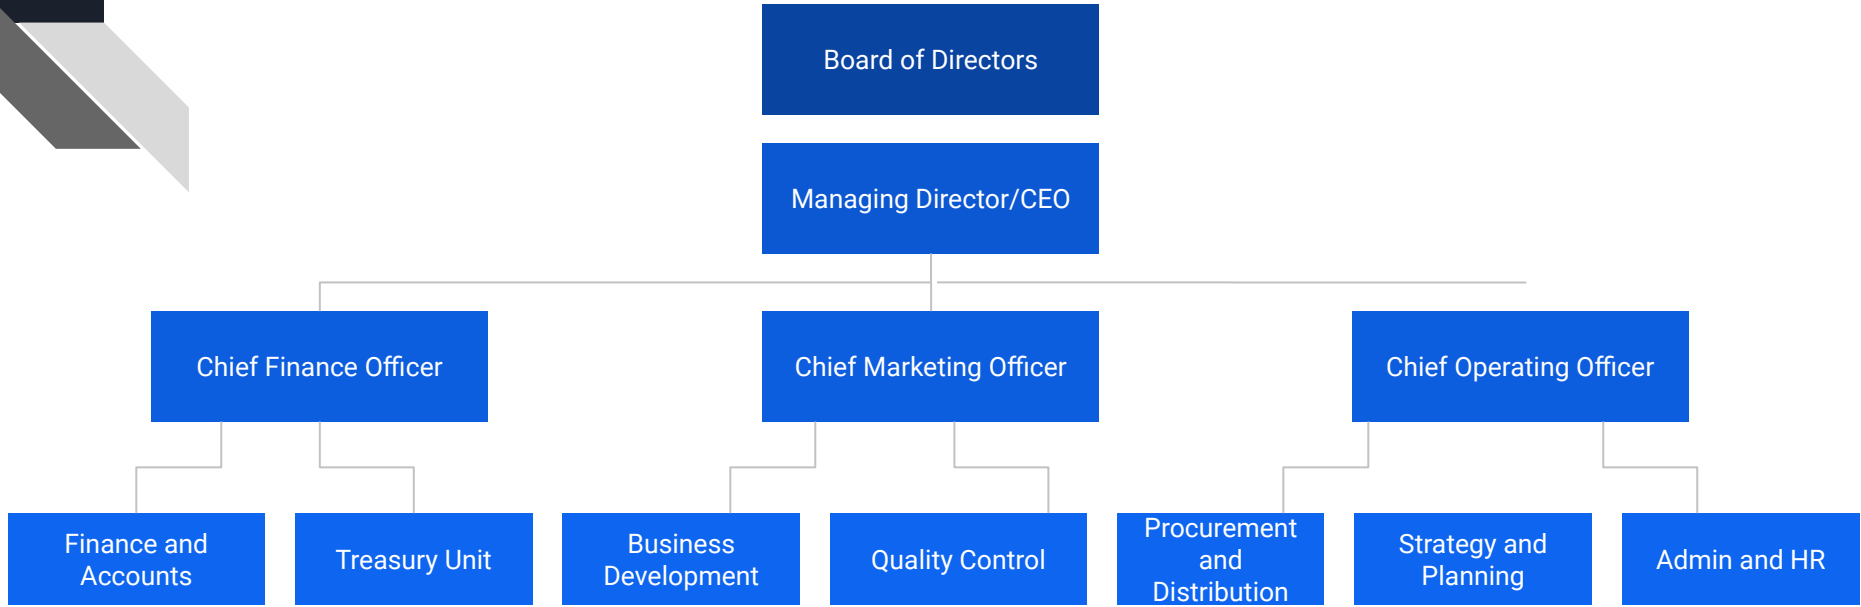 Board of Directors
Managing Director/CEO
Chief Finance Officer
Chief Marketing Officer
Chief Operating Officer
Finance and
Accounts
Treasury Unit
Business
Development
Quality Control
Procurement
and
Distribution
Strategy and
Planning
Admin and HR